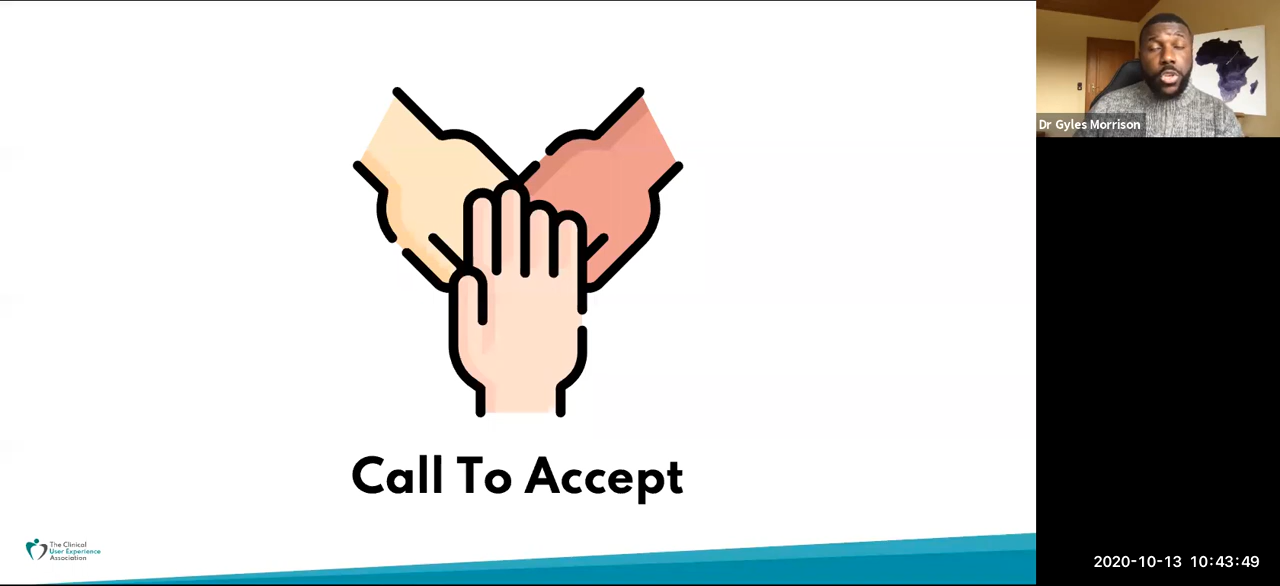 Dr Gyles Morrison
Call To Accept
The Clinical
User Experience
Association
2020-10-13 10:43:49